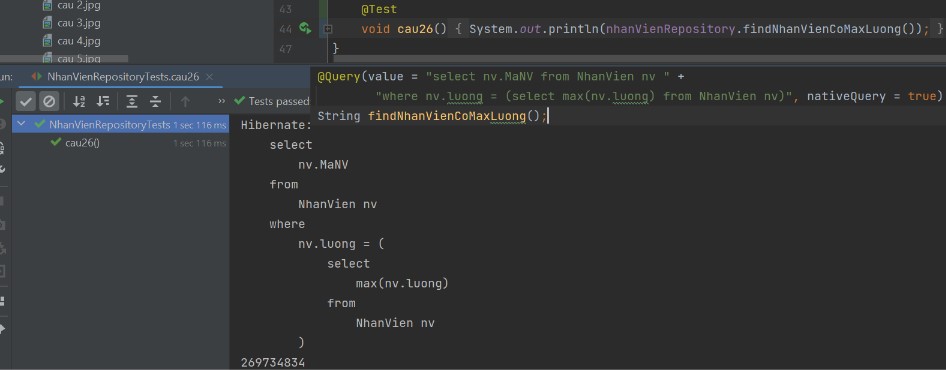 cau 2.jpg
cau 3.jpg
cau 4.jpg
cau 5.jpg
43 @Test
44 void cau26() { System.out.println(nhanVienRepository.findNhanVienCoMaxLuong()); }
47 }
un: NhanVienRepositoryTests.cau26 ×
» Tests passed
NhanVienRepositoryTests 1 sec 116 ms
cau26() 1 sec 116 ms
@Query(value = "select nv.MaNV from NhanVien nv " +
"where nv.luong = (select max(nv.luong) from NhanVien nv)", nativeQuery = true)
String findNhanVienCoMaxLuong();
Hibernate:
select
nv.MaNV
from
NhanVien nv
where
nv.luong = (
select
max(nv.luong)
from
NhanVien nv
)
269734834